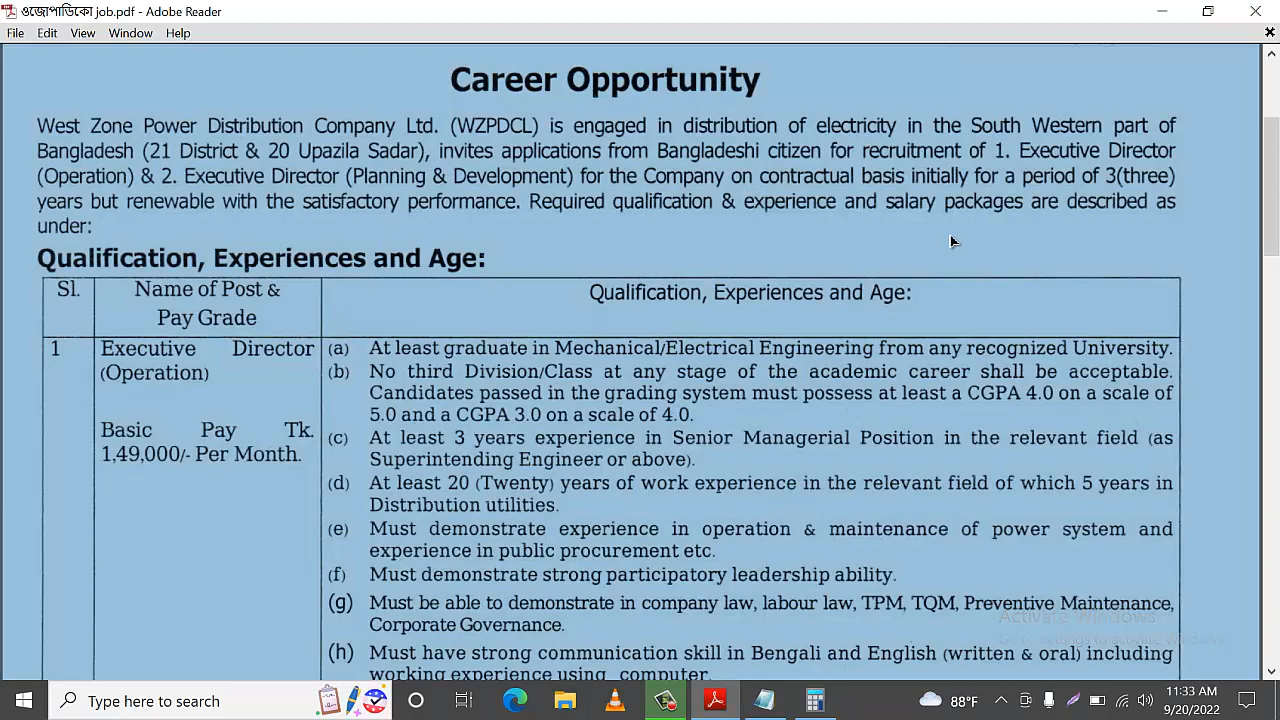 ওজোপাডিকো job.pdf - Adobe Reader
File Edit View Window Help
Career Opportunity
West Zone Power Distribution Company Ltd. (WZPDCL) is engaged in distribution of electricity in the South Western part of
Bangladesh (21 District & 20 Upazila Sadar), invites applications from Bangladeshi citizen for recruitment of 1. Executive Director
(Operation) & 2. Executive Director (Planning & Development) for the Company on contractual basis initially for a period of 3(three)
years but renewable with the satisfactory performance. Required qualification & experience and salary packages are described as
under:
Qualification, Experiences and Age:
Sl.
Name of Post &
Pay Grade
Qualification, Experiences and Age:
1
Executive Director
(Operation)
Basic Pay Tk.
1,49,000/- Per Month.
(a) At least graduate in Mechanical/Electrical Engineering from any recognized University.
(b) No third Division/Class at any stage of the academic career shall be acceptable.
Candidates passed in the grading system must possess at least a CGPA 4.0 on a scale of
5.0 and a CGPA 3.0 on a scale of 4.0.
(c) At least 3 years experience in Senior Managerial Position in the relevant field (as
Superintending Engineer or above).
(d) At least 20 (Twenty) years of work experience in the relevant field of which 5 years in
Distribution utilities.
(e) Must demonstrate experience in operation & maintenance of power system and
experience in public procurement etc.
(f) Must demonstrate strong participatory leadership ability.
(g) Must be able to demonstrate in company law, labour law, TPM, TQM, Preventive Maintenance,
Corporate Governance.
(h) Must have strong communication skill in Bengali and English (written & oral) including
working experience using computer.
Activate Windows
Go to Settings to activate Windows.
Type here to search
88°F
11:33 AM
9/20/2022